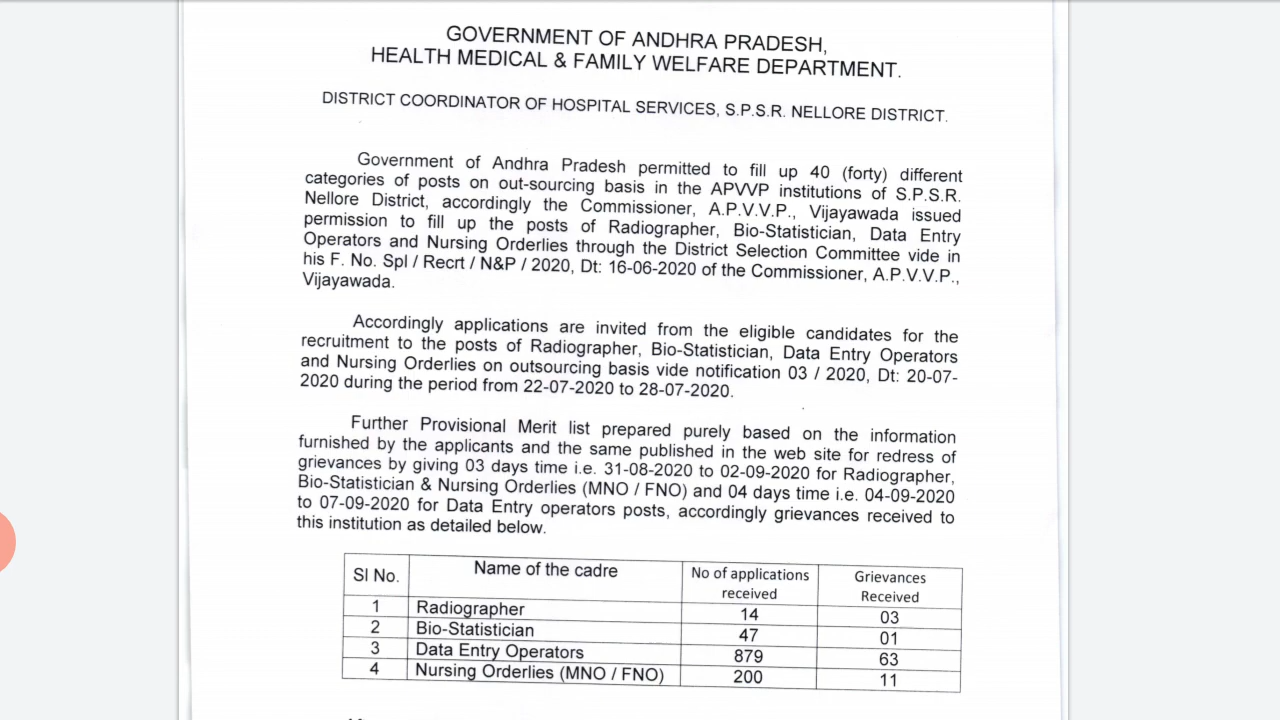 GOVERNMENT OF ANDHRA PRADESH,
HEALTH MEDICAL & FAMILY WELFARE DEPARTMENT.
DISTRICT COORDINATOR OF HOSPITAL SERVICES, S.P.S.R. NELLORE DISTRICT.
Government of Andhra Pradesh permitted to fill up 40 (forty) different
categories of posts on out-sourcing basis in the APVVP institutions of S.P.S.R.
Nellore District, accordingly the Commissioner, A.P.V.V.P., Vijayawada issued
permission to fill up the posts of Radiographer, Bio-Statistician, Data Entry
Operators and Nursing Orderlies through the District Selection Committee vide in
his F. No. Spl / Recrt / N&P / 2020, Dt: 16-06-2020 of the Commissioner, A.P.V.V.P.,
Vijayawada.
Accordingly applications are invited from the eligible candidates for the
recruitment to the posts of Radiographer, Bio-Statistician, Data Entry Operators
and Nursing Orderlies on outsourcing basis vide notification 03 / 2020, Dt: 20-07-
2020 during the period from 22-07-2020 to 28-07-2020.
Further Provisional Merit list prepared purely based on the information
furnished by the applicants and the same published in the web site for redress of
grievances by giving 03 days time i.e. 31-08-2020 to 02-09-2020 for Radiographer,
Bio-Statistician & Nursing Orderlies (MNO / FNO) and 04 days time i.e. 04-09-2020
to 07-09-2020 for Data Entry operators posts, accordingly grievances received to
this institution as detailed below.
Sl No. Name of the cadre No of applications received Grievances Received
1 Radiographer 14 03
2 Bio-Statistician 47 01
3 Data Entry Operators 879 63
4 Nursing Orderlies (MNO / FNO) 200 11